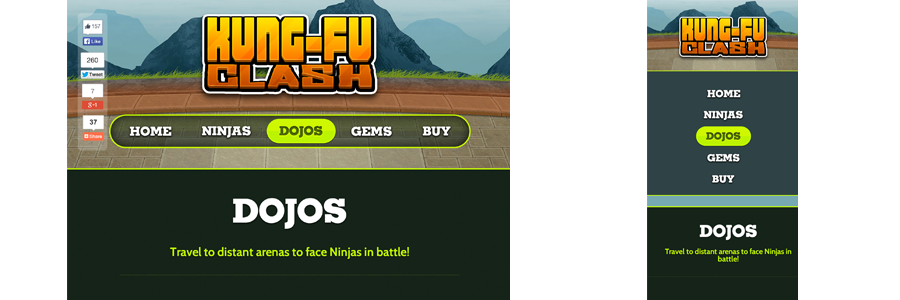 157
Like
260
Tweet
7
g+1
37
Share
KUNG-FU
CLASH
HOME NINJAS DOJOS GEMS BUY
DOJOS
Travel to distant arenas to face Ninjas in battle!
KUNG-FU
CLASH
HOME
NINJAS
DOJOS
GEMS
BUY
DOJOS
Travel to distant arenas to face Ninjas in
battle!